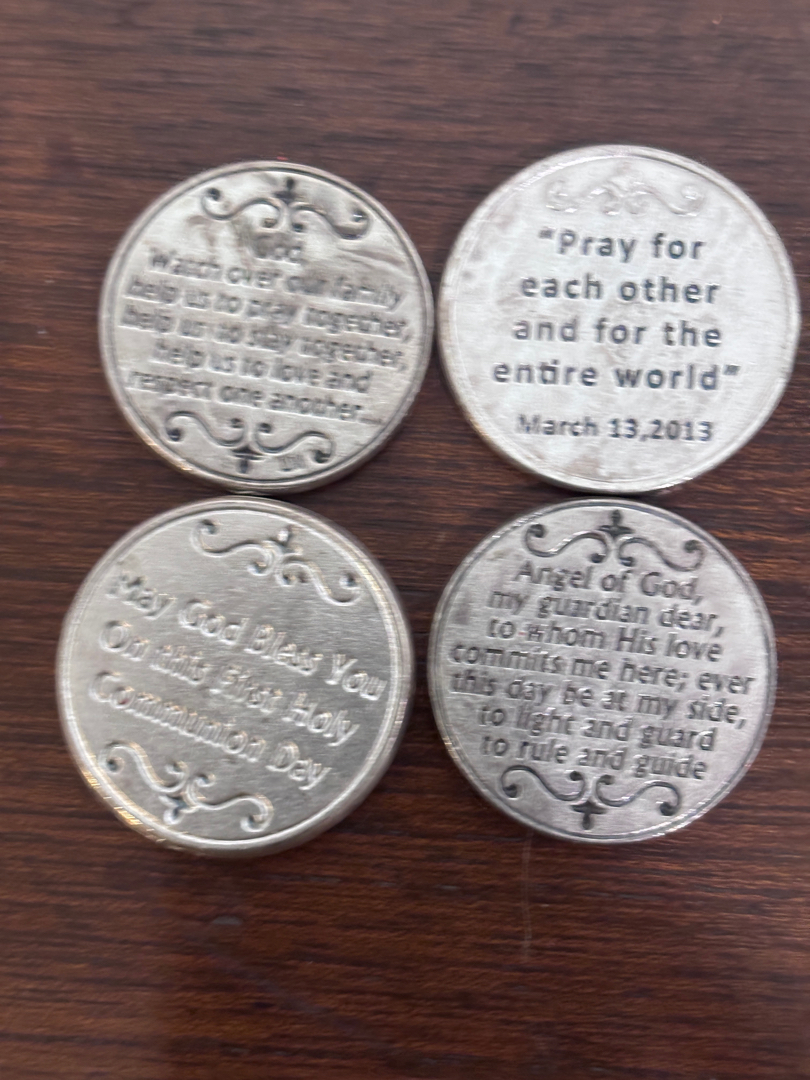 God,
Watch over our family
help us to pray together,
help us to stay together,
help us to love and
respect one another...
"Pray for
each other
and for the
entire world"
March 13,2013
May God Bless You
On this First Holy
Communion Day
Angel of God,
my guardian dear,
to whom His love
commits me here; ever
this day be at my side,
to light and guard
to rule and guide